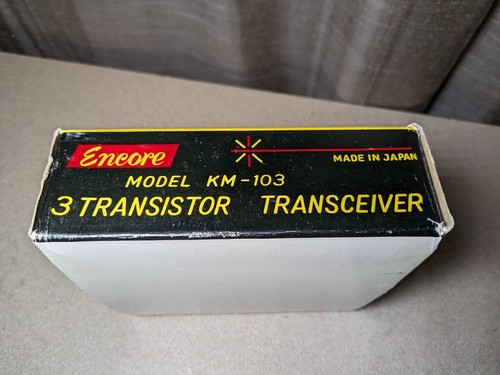 Encore
MADE IN JAPAN
MODEL KM-103
3 TRANSISTOR TRANSCEIVER